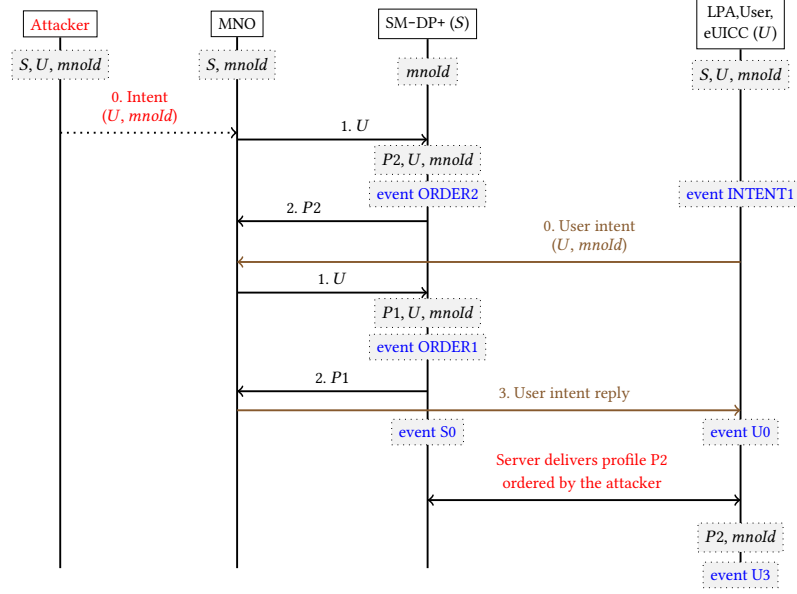 Attacker
MNO
SM-DP+ (S)
LPA,User,
eUICC (U)
S, U, mnoId
S, mnoId
mnoId
S, U, mnoId
0. Intent
(U, mnoId)
1. U
P2, U, mnoId
event ORDER2
event INTENT1
2. P2
0. User intent
(U, mnoId)
1. U
P1, U, mnoId
event ORDER1
2. P1
3. User intent reply
event S0
event U0
Server delivers profile P2
ordered by the attacker
P2, mnoId
event U3